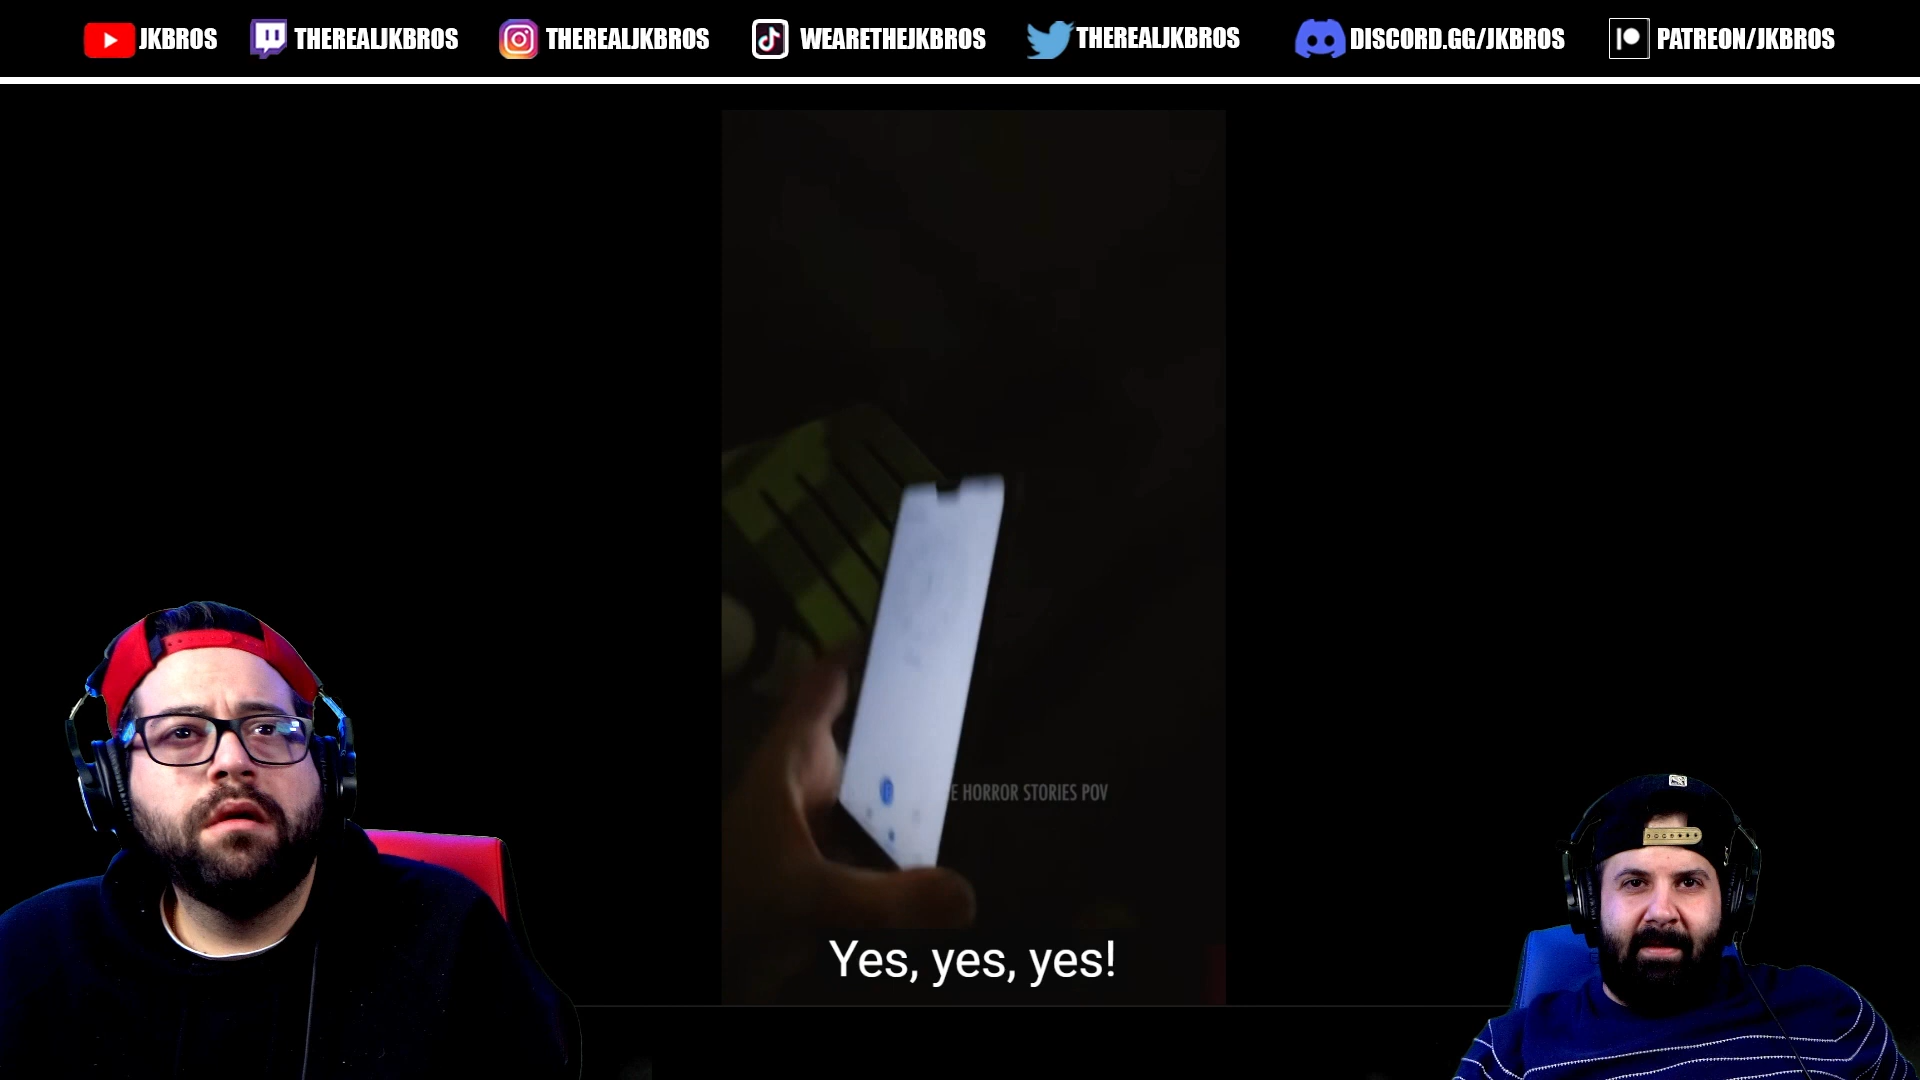 JKBROS THEREALJKBROS THEREALJKBROS WEARETHEJKBROS THEREALJKBROS DISCORD.GG/JKBROS PATREON/JKBROS
E HORROR STORIES POV
Yes, yes, yes!